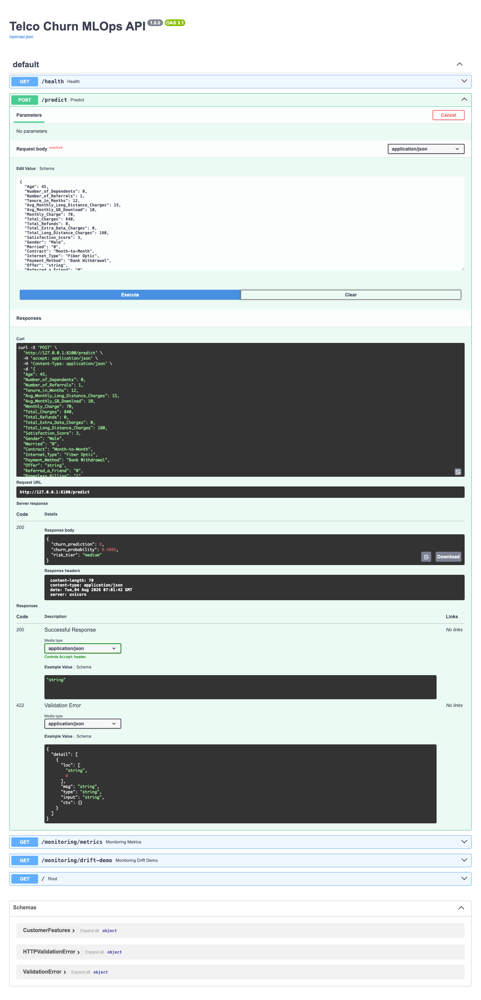 Telco Churn MLOps API 1.0.0 OAS 3.1
/openapi.json
default
GET /health Health
POST /predict Predict
Parameters
Cancel
No parameters
Request body required
application/json
Edit Value Schema
{
"Age": 45,
"Number_of_Dependents": 0,
"Number_of_Referrals": 1,
"Tenure_in_Months": 12,
"Avg_Monthly_Long_Distance_Charges": 15,
"Avg_Monthly_GB_Download": 10,
"Monthly_Charge": 70,
"Total_Charges": 840,
"Total_Refunds": 0,
"Total_Extra_Data_Charges": 0,
"Total_Long_Distance_Charges": 180,
"Satisfaction_Score": 3,
"Gender": "Male",
"Married": "0",
"Contract": "Month-to-Month",
"Internet_Type": "Fiber Optic",
"Payment_Method": "Bank Withdrawal",
"Offer": "string",
"Referred_a_Friend": "0"
Execute
Clear
Responses
Curl
curl -X 'POST' \
'http://127.0.0.1:8100/predict' \
-H 'accept: application/json' \
-H 'Content-Type: application/json' \
-d '{
"Age": 45,
"Number_of_Dependents": 0,
"Number_of_Referrals": 1,
"Tenure_in_Months": 12,
"Avg_Monthly_Long_Distance_Charges": 15,
"Avg_Monthly_GB_Download": 10,
"Monthly_Charge": 70,
"Total_Charges": 840,
"Total_Refunds": 0,
"Total_Extra_Data_Charges": 0,
"Total_Long_Distance_Charges": 180,
"Satisfaction_Score": 3,
"Gender": "Male",
"Married": "0",
"Contract": "Month-to-Month",
"Internet_Type": "Fiber Optic",
"Payment_Method": "Bank Withdrawal",
"Offer": "string",
"Referred_a_Friend": "0",
"Paperless_Billing": "1"
Request URL
http://127.0.0.1:8100/predict
Server response
Code Details
200
Response body
{
"churn_prediction": 0,
"churn_probability": 0.4086,
"risk_tier": "medium"
}
Download
Response headers
content-length: 70
content-type: application/json
date: Tue,04 Aug 2026 07:01:42 GMT
server: uvicorn
Responses
Code Description Links
200 Successful Response No links
Media type
application/json
Controls Accept header.
Example Value Schema
"string"
422 Validation Error No links
Media type
application/json
Example Value Schema
{
"detail": [
{
"loc": [
"string",
0
],
"msg": "string",
"type": "string",
"input": "string",
"ctx": {}
}
]
}
GET /monitoring/metrics Monitoring Metrics
GET /monitoring/drift-demo Monitoring Drift Demo
GET / Root
Schemas
CustomerFeatures Expand all object
HTTPValidationError Expand all object
ValidationError Expand all object